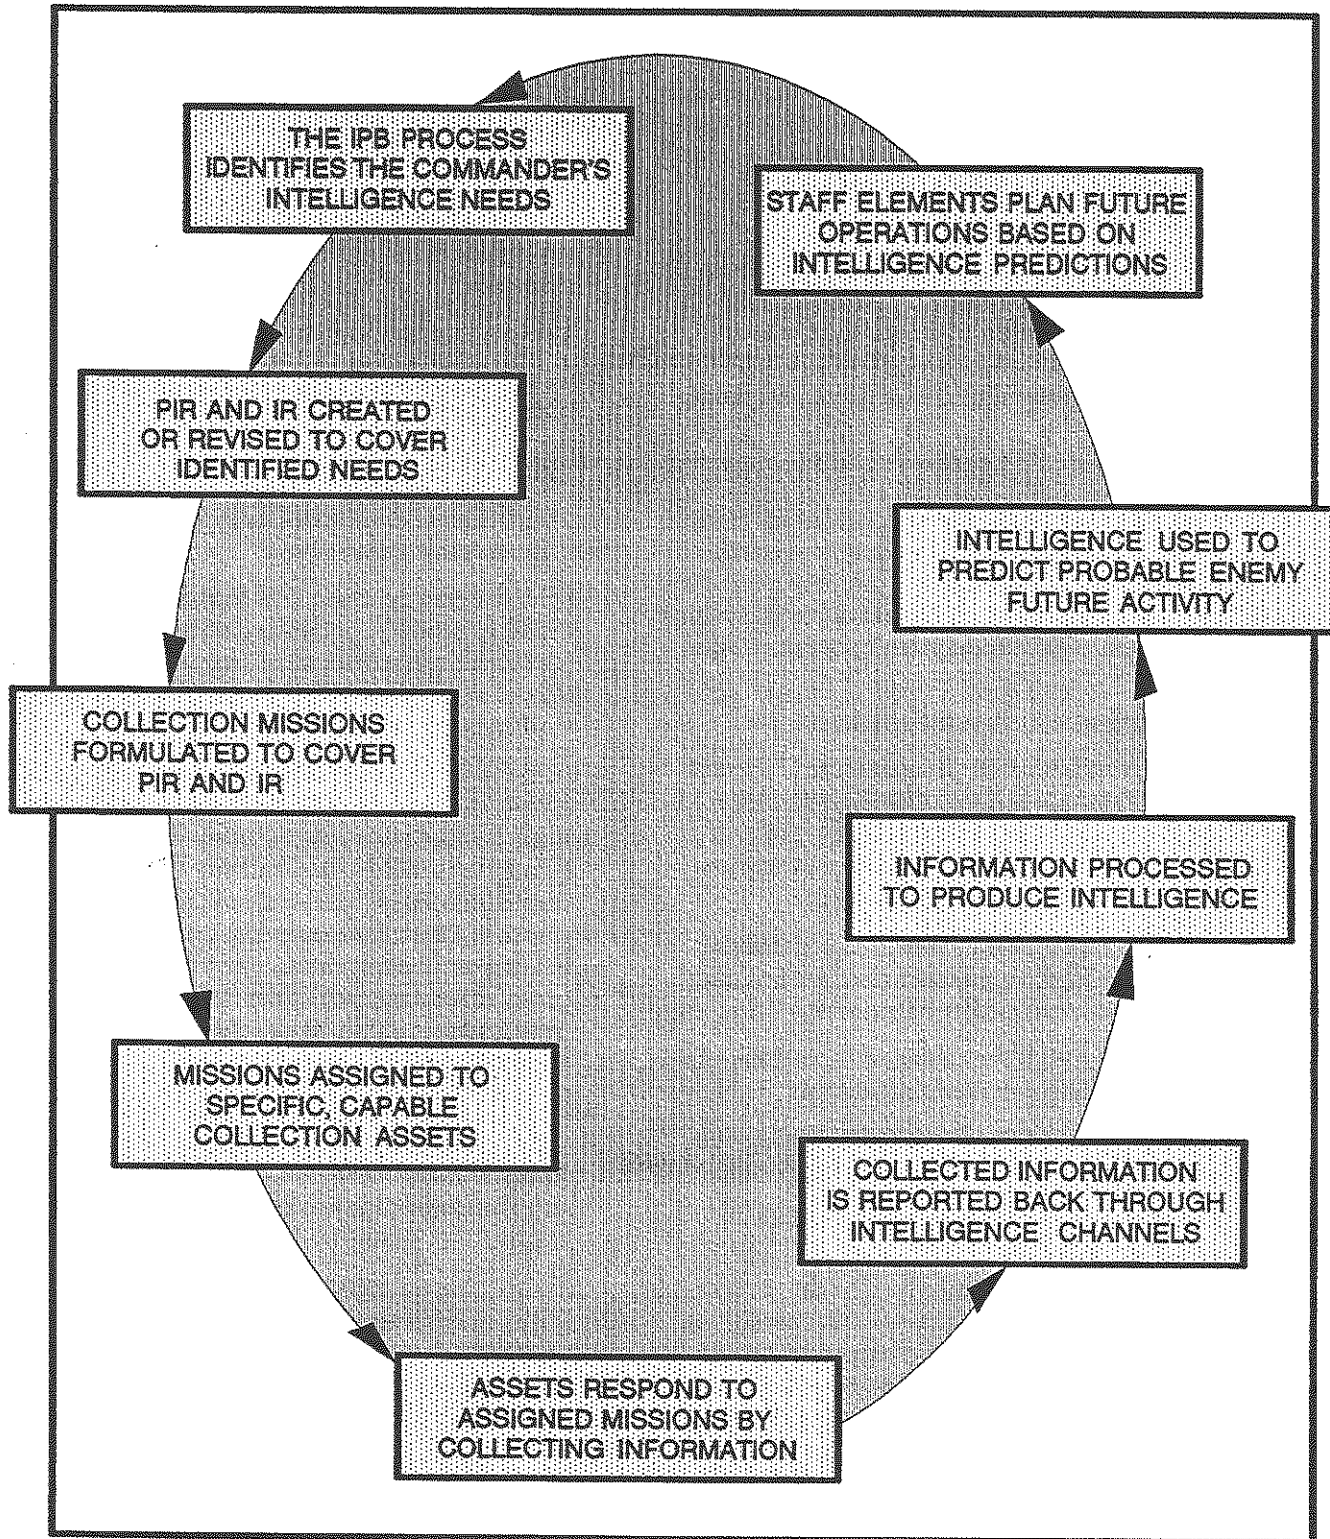 THE IPB PROCESS
IDENTIFIES THE COMMANDER'S
INTELLIGENCE NEEDS
PIR AND IR CREATED
OR REVISED TO COVER
IDENTIFIED NEEDS
COLLECTION MISSIONS
FORMULATED TO COVER
PIR AND IR
MISSIONS ASSIGNED TO
SPECIFIC, CAPABLE
COLLECTION ASSETS
ASSETS RESPOND TO
ASSIGNED MISSIONS BY
COLLECTING INFORMATION
COLLECTED INFORMATION
IS REPORTED BACK THROUGH
INTELLIGENCE CHANNELS
INFORMATION PROCESSED
TO PRODUCE INTELLIGENCE
INTELLIGENCE USED TO
PREDICT PROBABLE ENEMY
FUTURE ACTIVITY
STAFF ELEMENTS PLAN FUTURE
OPERATIONS BASED ON
INTELLIGENCE PREDICTIONS